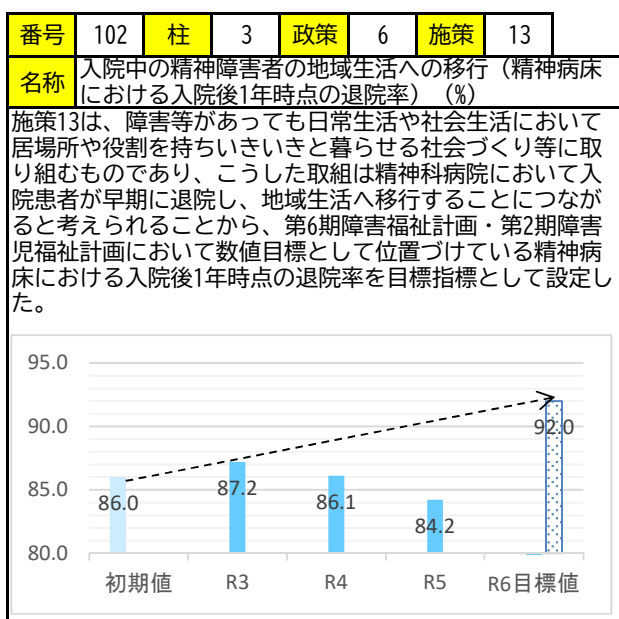 番号 102 柱 3 政策 6 施策 13
名称 入院中の精神障害者の地域生活への移行（精神病床
における入院後1年時点の退院率）（%）
施策13は、障害等があっても日常生活や社会生活において
居場所や役割を持ちいきいきと暮らせる社会づくり等に取
り組むものであり、こうした取組は精神科病院において入
院患者が早期に退院し、地域生活へ移行することにつなが
ると考えられることから、第6期障害福祉計画・第2期障害
児福祉計画において数値目標として位置づけている精神病
床における入院後1年時点の退院率を目標指標として設定し
た。
95.0
90.0
85.0
80.0
86.0
87.2
86.1
84.2
92.0
初期値 R3 R4 R5 R6目標値